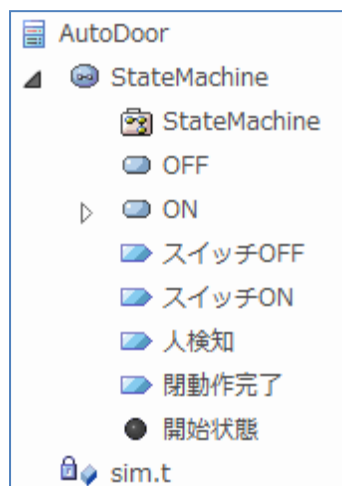 AutoDoor
StateMachine
StateMachine
OFF
ON
スイッチOFF
スイッチON
人検知
閉動作完了
開始状態
sim.t